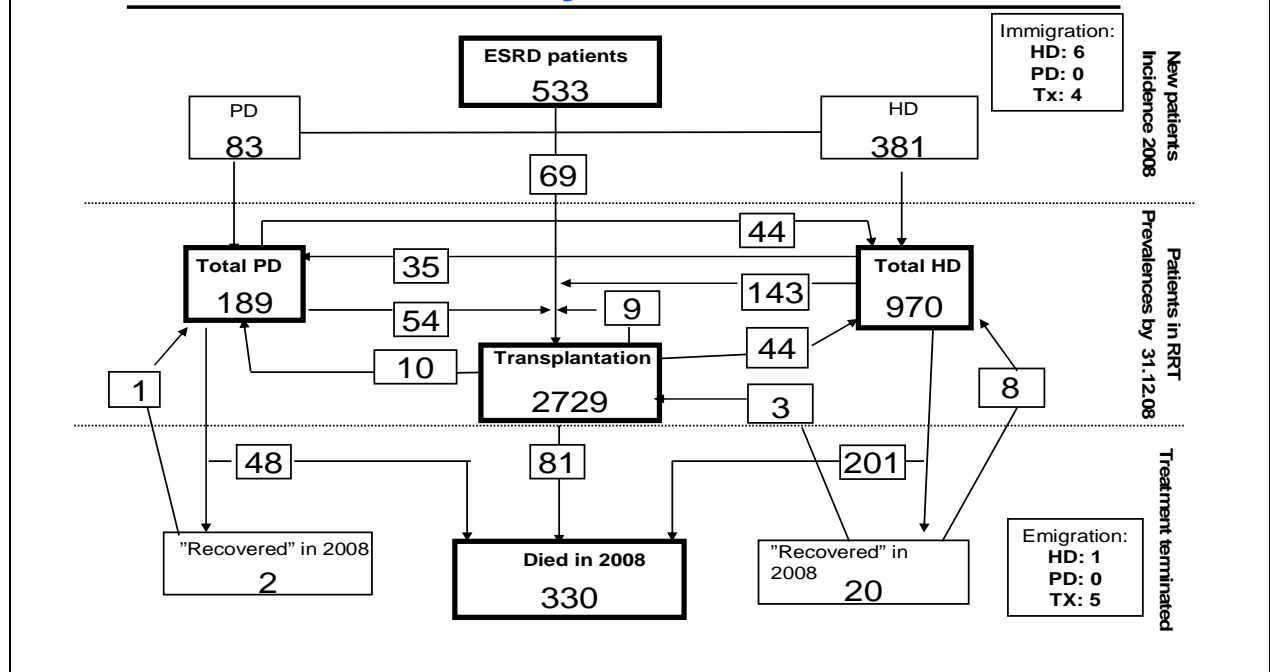 Immigration:
HD: 6
PD: 0
Tx: 4
ESRD patients
533
PD
83
HD
381
69
New patients
Incidence 2008
44
Total PD
189
35
Total HD
970
143
54
9
44
10
Transplantation
2729
1
3
8
Patients in RRT
Prevalences by 31.12.08
48
81
201
"Recovered" in 2008
2
Died in 2008
330
"Recovered" in
2008
20
Emigration:
HD: 1
PD: 0
TX: 5
Treatment terminated